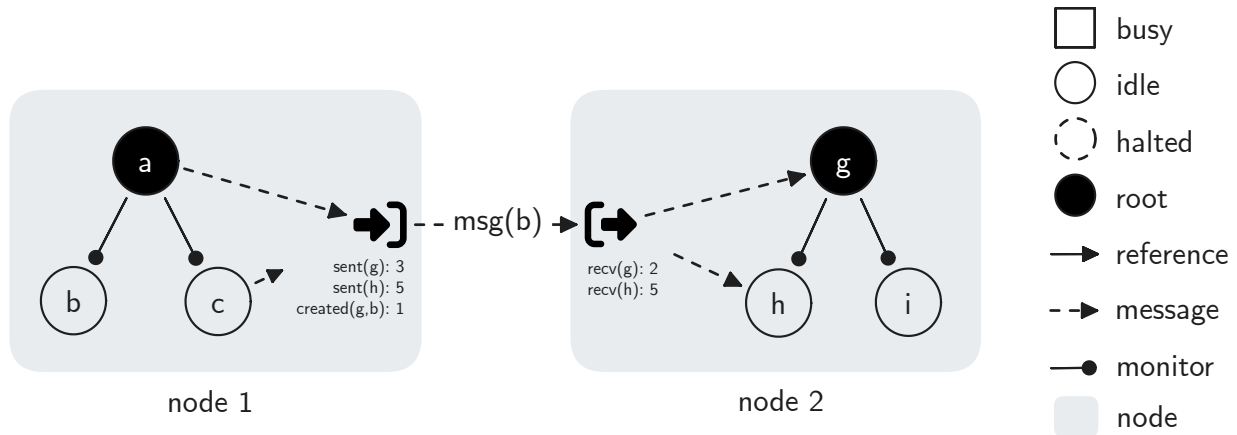 a
b
c
sent(g): 3
sent(h): 5
created(g,b): 1
node 1
msg(b)
recv(g): 2
recv(h): 5
g
h
i
node 2
busy
idle
halted
root
reference
message
monitor
node